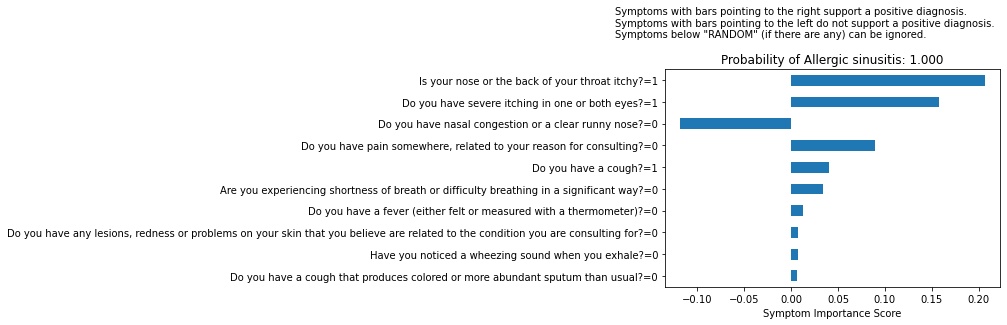 Symptoms with bars pointing to the right support a positive diagnosis.
Symptoms with bars pointing to the left do not support a positive diagnosis.
Symptoms below "RANDOM" (if there are any) can be ignored.
Probability of Allergic sinusitis: 1.000
Is your nose or the back of your throat itchy?=1
Do you have severe itching in one or both eyes?=1
Do you have nasal congestion or a clear runny nose?=0
Do you have pain somewhere, related to your reason for consulting?=0
Do you have a cough?=1
Are you experiencing shortness of breath or difficulty breathing in a significant way?=0
Do you have a fever (either felt or measured with a thermometer)?=0
Do you have any lesions, redness or problems on your skin that you believe are related to the condition you are consulting for?=0
Have you noticed a wheezing sound when you exhale?=0
Do you have a cough that produces colored or more abundant sputum than usual?=0
−0.10 −0.05 0.00 0.05 0.10 0.15 0.20
Symptom Importance Score